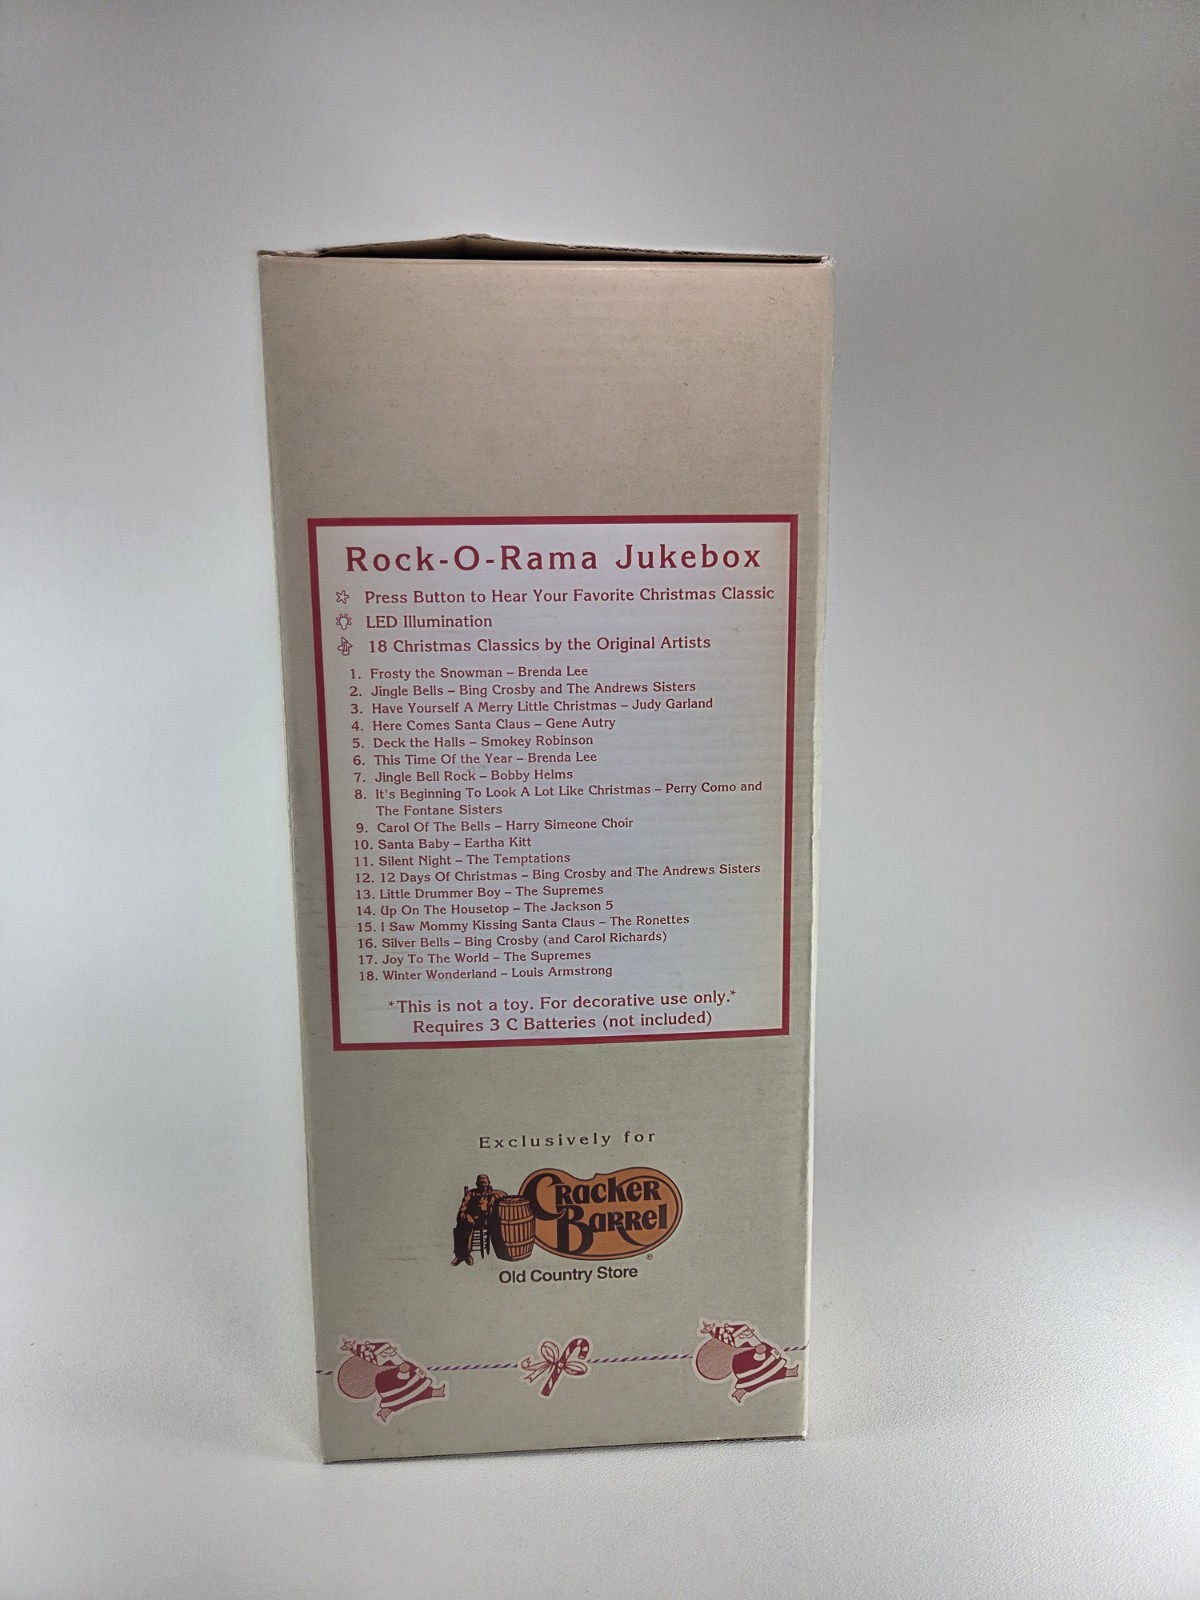 Rock-O-Rama Jukebox
Press Button to Hear Your Favorite Christmas Classic
LED Illumination
18 Christmas Classics by the Original Artists
1. Frosty the Snowman – Brenda Lee
2. Jingle Bells – Bing Crosby and The Andrews Sisters
3. Have Yourself A Merry Little Christmas – Judy Garland
4. Here Comes Santa Claus – Gene Autry
5. Deck the Halls – Smokey Robinson
6. This Time Of the Year – Brenda Lee
7. Jingle Bell Rock – Bobby Helms
8. It's Beginning To Look A Lot Like Christmas – Perry Como and
The Fontane Sisters
9. Carol Of The Bells – Harry Simeone Choir
10. Santa Baby – Eartha Kitt
11. Silent Night – The Temptations
12. 12 Days Of Christmas – Bing Crosby and The Andrews Sisters
13. Little Drummer Boy – The Supremes
14. Up On The Housetop – The Jackson 5
15. I Saw Mommy Kissing Santa Claus – The Ronettes
16. Silver Bells – Bing Crosby (and Carol Richards)
17. Joy To The World – The Supremes
18. Winter Wonderland – Louis Armstrong
*This is not a toy. For decorative use only.*
Requires 3 C Batteries (not included)
Exclusively for
Cracker
Barrel
®
Old Country Store